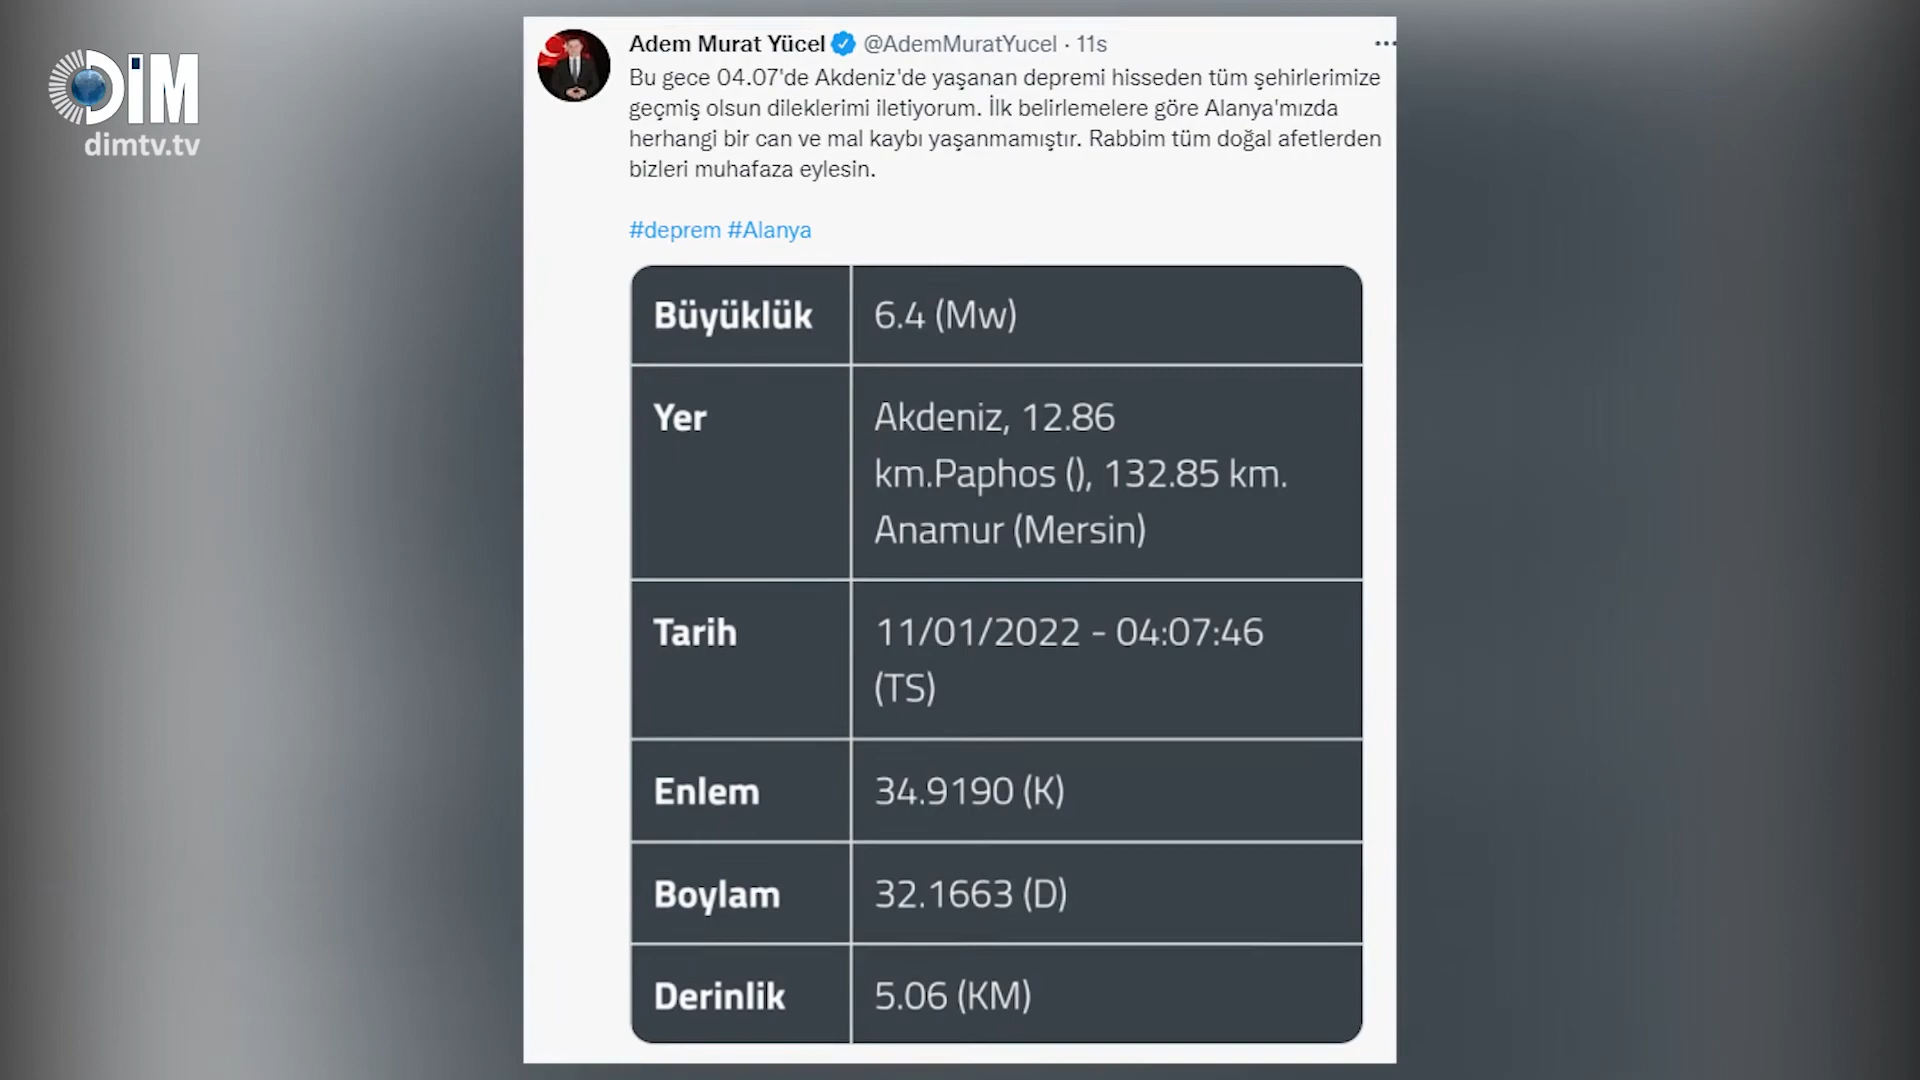 DİM
dimtv.tv
Adem Murat Yücel @AdemMuratYucel · 11s
Bu gece 04.07'de Akdeniz'de yaşanan depremi hisseden tüm şehirlerimize
geçmiş olsun dileklerimi iletiyorum. İlk belirlemelere göre Alanya'mızda
herhangi bir can ve mal kaybı yaşanmamıştır. Rabbim tüm doğal afetlerden
bizleri muhafaza eylesin.
#deprem #Alanya
Büyüklük 6.4 (Mw)
Yer Akdeniz, 12.86
km.Paphos (), 132.85 km.
Anamur (Mersin)
Tarih 11/01/2022 - 04:07:46
(TS)
Enlem 34.9190 (K)
Boylam 32.1663 (D)
Derinlik 5.06 (KM)